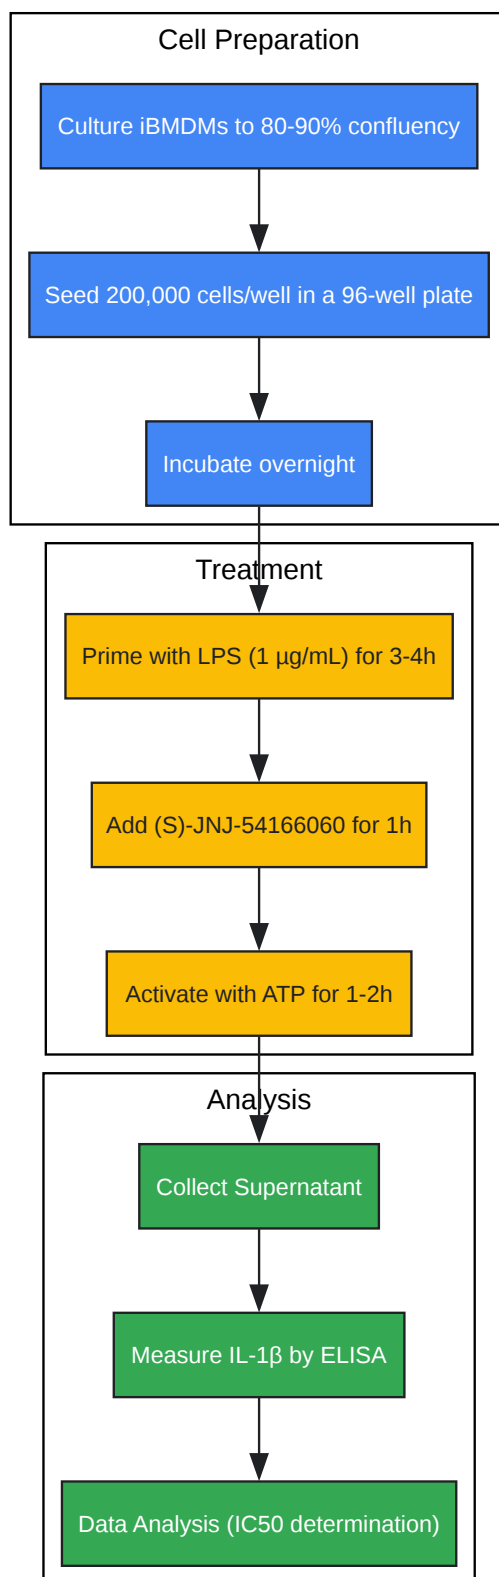 Cell Preparation
Culture iBMDMs to 80-90% confluency
Seed 200,000 cells/well in a 96-well plate
Incubate overnight
Treatment
Prime with LPS (1 µg/mL) for 3-4h
Add (S)-JNJ-54166060 for 1h
Activate with ATP for 1-2h
Analysis
Collect Supernatant
Measure IL-1β by ELISA
Data Analysis (IC50 determination)